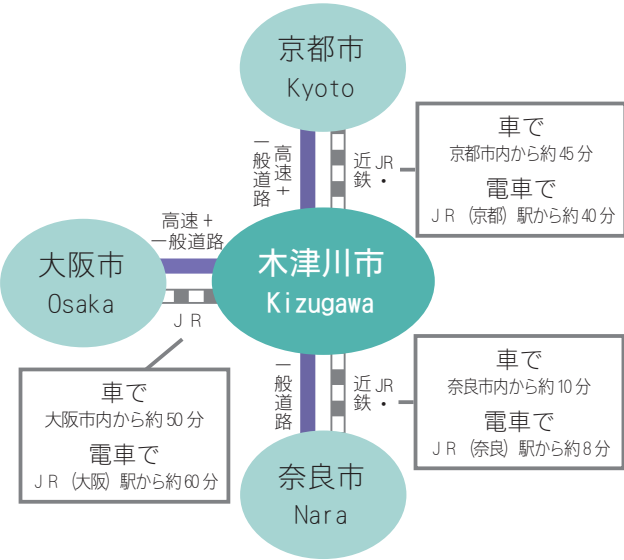 京都市
Kyoto
高速+
一般道路
JR・
近鉄
車で
京都市内から約45分
電車で
JR（京都）駅から約40分
高速+
一般道路
大阪市
Osaka
木津川市
Kizugawa
JR
車で
大阪市内から約50分
電車で
JR（大阪）駅から約60分
一般道路
JR・
近鉄
車で
奈良市内から約10分
電車で
JR（奈良）駅から約8分
奈良市
Nara